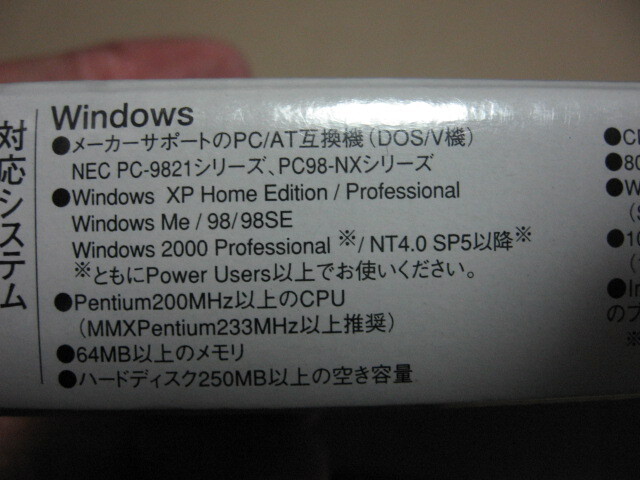 対応システム
Windows
●メーカーサポートのPC/AT互換機（DOS/V機）
NEC PC-9821シリーズ、PC98-NXシリーズ
●Windows XP Home Edition / Professional
Windows Me / 98/98SE
Windows 2000 Professional ※/ NT4.0 SP5以降※
※ともにPower Users以上でお使いください。
●Pentium200MHz以上のCPU
（MMXPentium233MHz以上推奨）
●64MB以上のメモリ
●ハードディスク250MB以上の空き容量